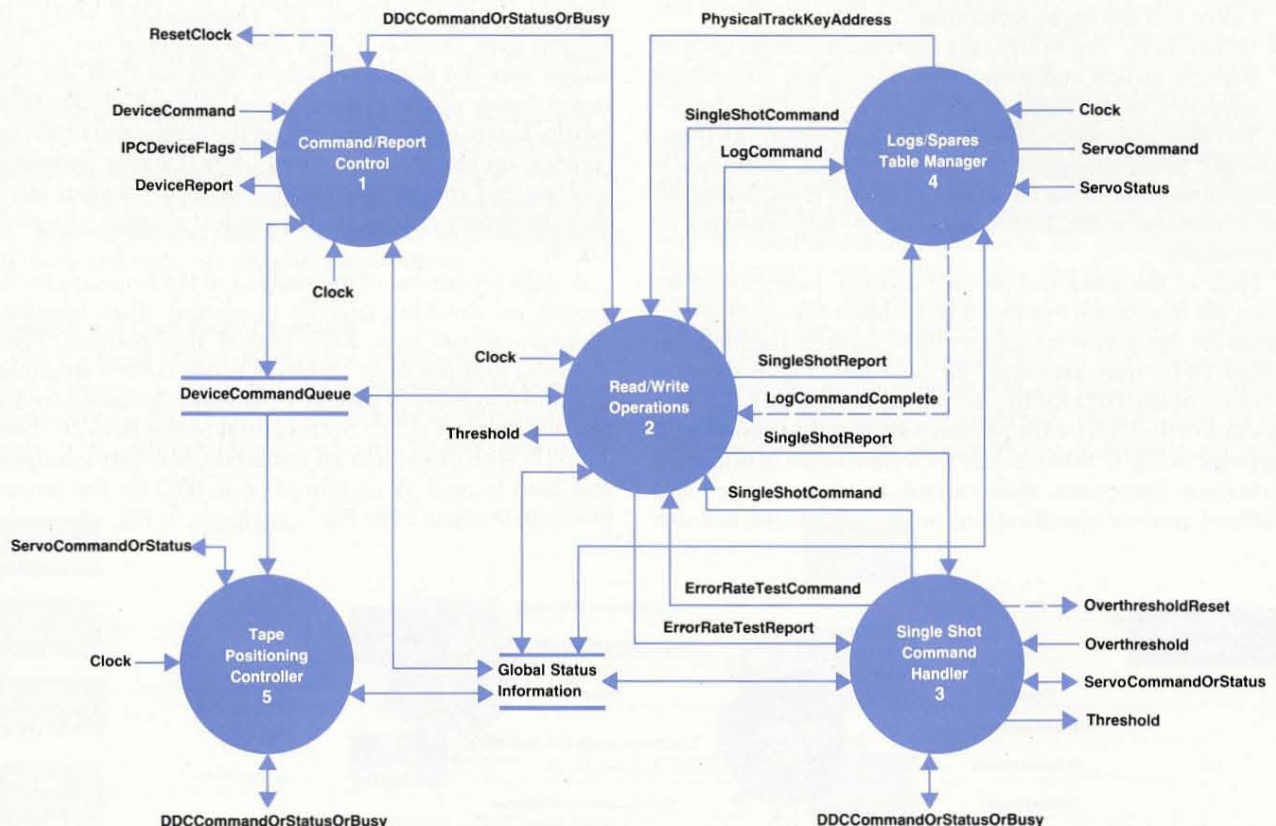 DDCCommandOrStatusOrBusy
PhysicalTrackKeyAddress
ResetClock
DeviceCommand
IPCDeviceFlags
DeviceReport
Command/Report
Control
1
Clock
SingleShotCommand
LogCommand
Logs/Spares
Table Manager
4
Clock
ServoCommand
ServoStatus
Clock
DeviceCommandQueue
Threshold
Read/Write
Operations
2
SingleShotReport
LogCommandComplete
SingleShotReport
SingleShotCommand
ServoCommandOrStatus
Clock
Tape
Positioning
Controller
5
ErrorRateTestCommand
ErrorRateTestReport
Global Status
Information
Single Shot
Command
Handler
3
OverthresholdReset
Overthreshold
ServoCommandOrStatus
Threshold
DDCCommandOrStatusOrBusy
DDCCommandOrStatusOrBusy